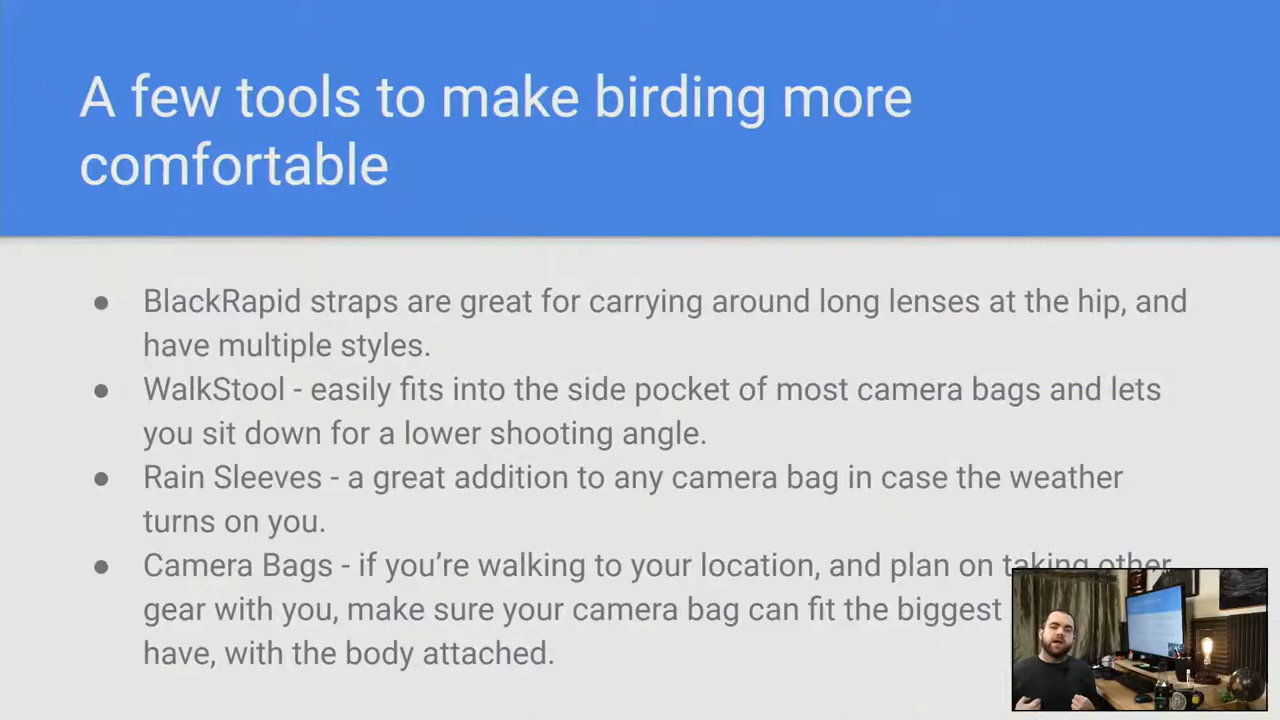 A few tools to make birding more
comfortable
● BlackRapid straps are great for carrying around long lenses at the hip, and
have multiple styles.
● WalkStool - easily fits into the side pocket of most camera bags and lets
you sit down for a lower shooting angle.
● Rain Sleeves - a great addition to any camera bag in case the weather
turns on you.
● Camera Bags - if you’re walking to your location, and plan on taking other
gear with you, make sure your camera bag can fit the biggest
have, with the body attached.